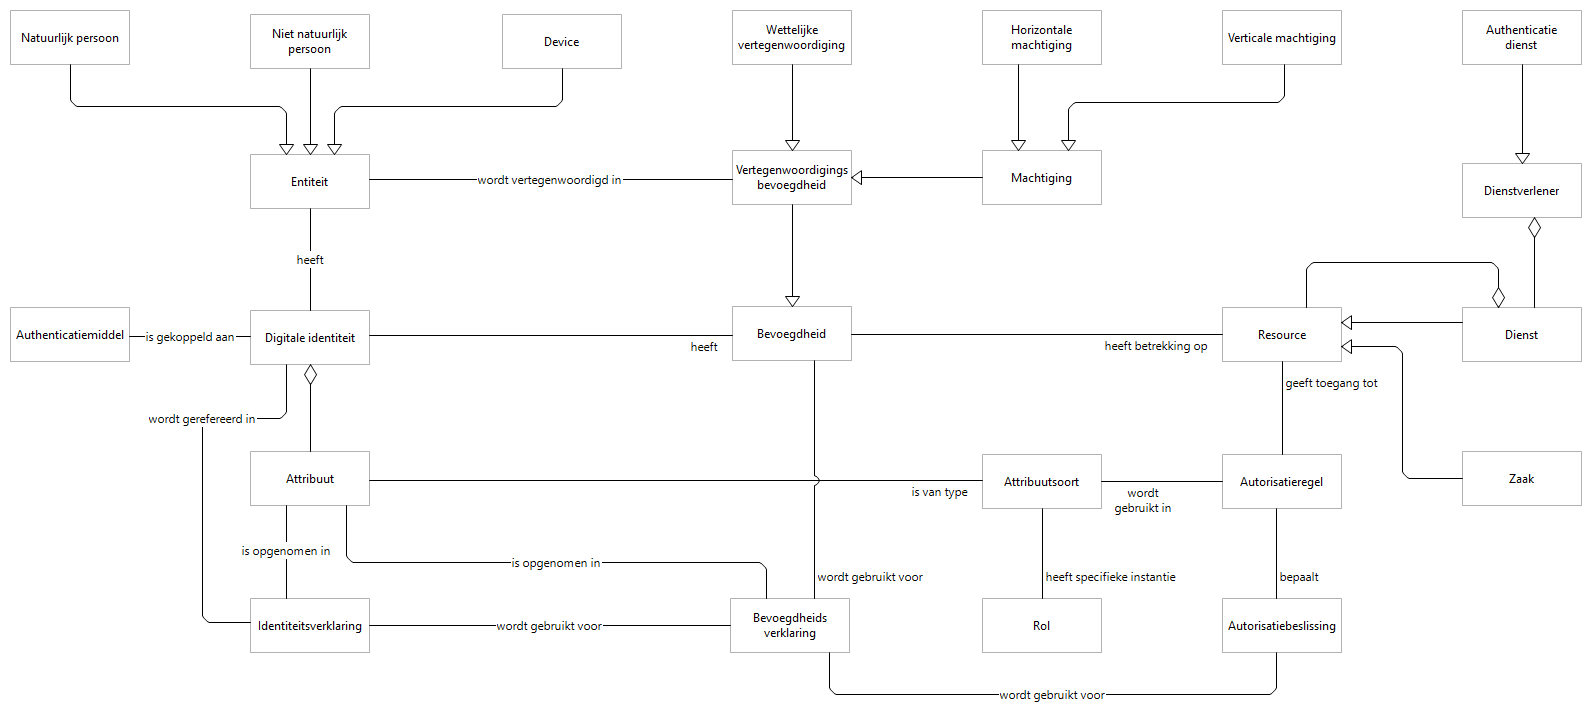 Natuurlijk persoon
Niet natuurlijk
persoon
Device
Wettelijke
vertegenwoordiging
Horizontale
machtiging
Verticale machtiging
Authenticatie
dienst
Entiteit
wordt vertegenwoordigd in
Vertegenwoordigings
bevoegdheid
Machtiging
Dienstverlener
heeft
Authenticatiemiddel
is gekoppeld aan
Digitale identiteit
heeft
Bevoegdheid
heeft betrekking op
Resource
Dienst
geeft toegang tot
wordt gerefereerd in
Attribuut
is van type
Attribuutsoort
wordt
gebruikt in
Autorisatieregel
Zaak
is opgenomen in
is opgenomen in
wordt gebruikt voor
heeft specifieke instantie
bepaalt
Identiteitsverklaring
wordt gebruikt voor
Bevoegdheids
verklaring
Rol
Autorisatiebeslissing
wordt gebruikt voor